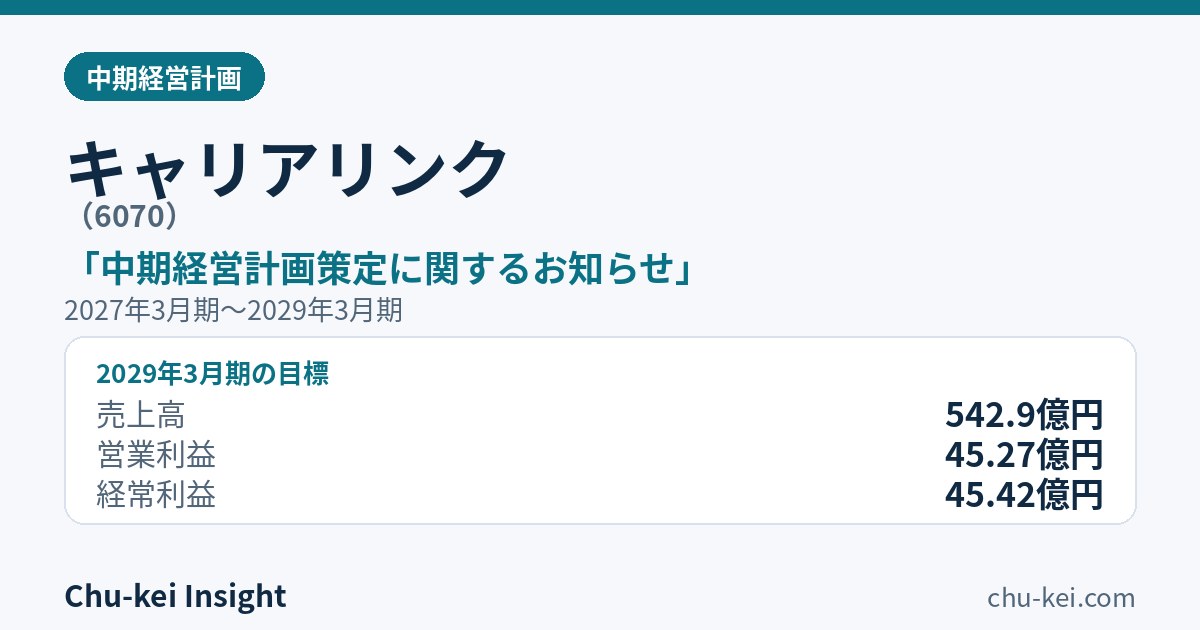 中期経営計画
キャリアリンク
（6070）
「中期経営計画策定に関するお知らせ」
2027年3月期〜2029年3月期
2029年3月期の目標
売上高 542.9億円
営業利益 45.27億円
経常利益 45.42億円
Chu-kei Insight chu-kei.com